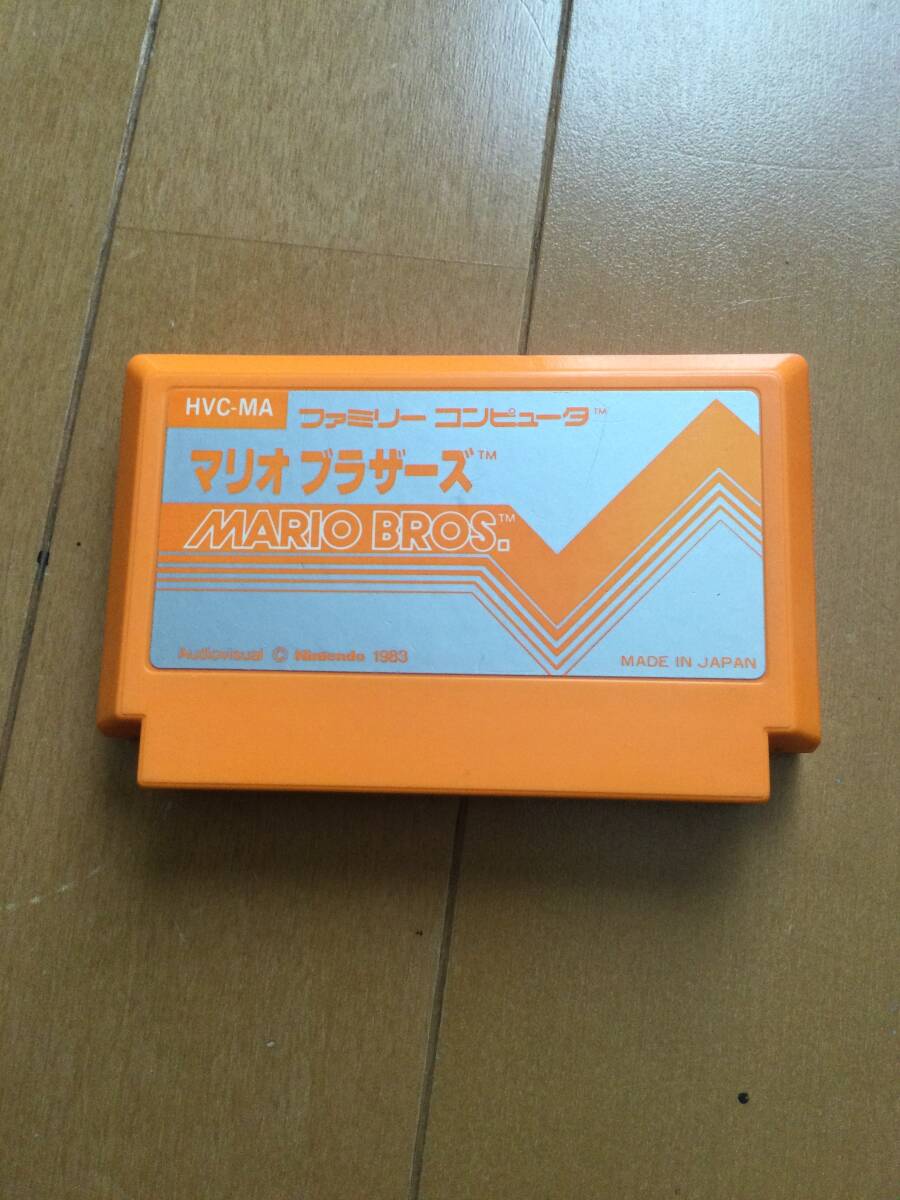 HVC-MA
ファミリー コンピュータ™
マリオ ブラザーズ™
MARIO BROS.™
Audiovisual © Nintendo 1983
MADE IN JAPAN